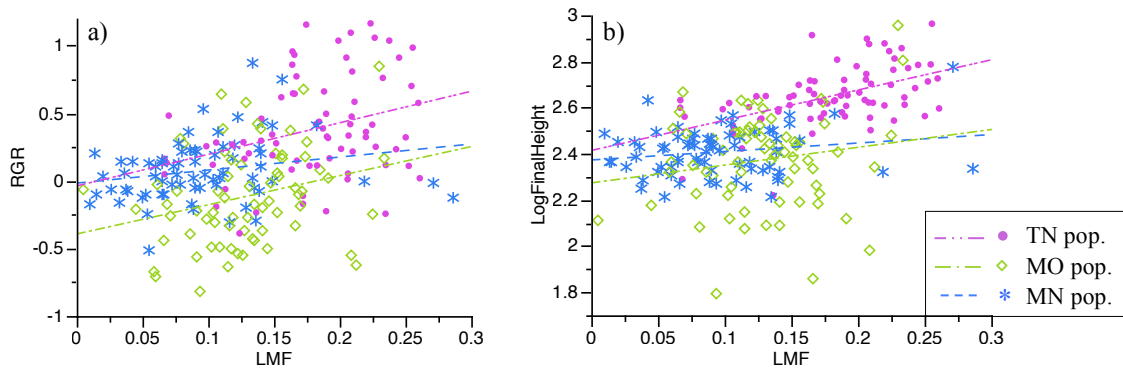 a)
RGR
1
0.5
0
-0.5
-1
0 0.05 0.1 0.15 0.2 0.25 0.3
LMF
b)
LogFinalHeight
3
2.8
2.6
2.4
2.2
2
1.8
0 0.05 0.1 0.15 0.2 0.25 0.3
LMF
TN pop.
MO pop.
MN pop.